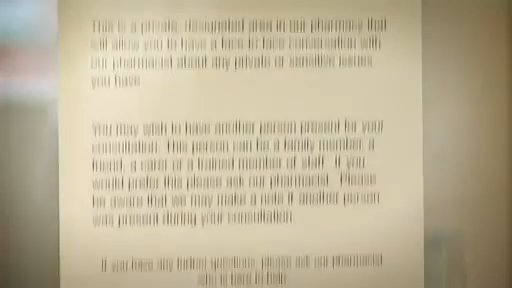 This is a private, designated area in our pharmacy that
will allow you to have a face to face conversation with
our pharmacist about any private or sensitive issues
you have
You may wish to have another person present for your
consultation. This person can be a family member, a
friend, a carer or a trained member of staff. If you
would prefer this please ask our pharmacist. Please
be aware that we may make a note if another person
was present during your consultation.
If you have any further questions, please ask our pharmacist
who is here to help